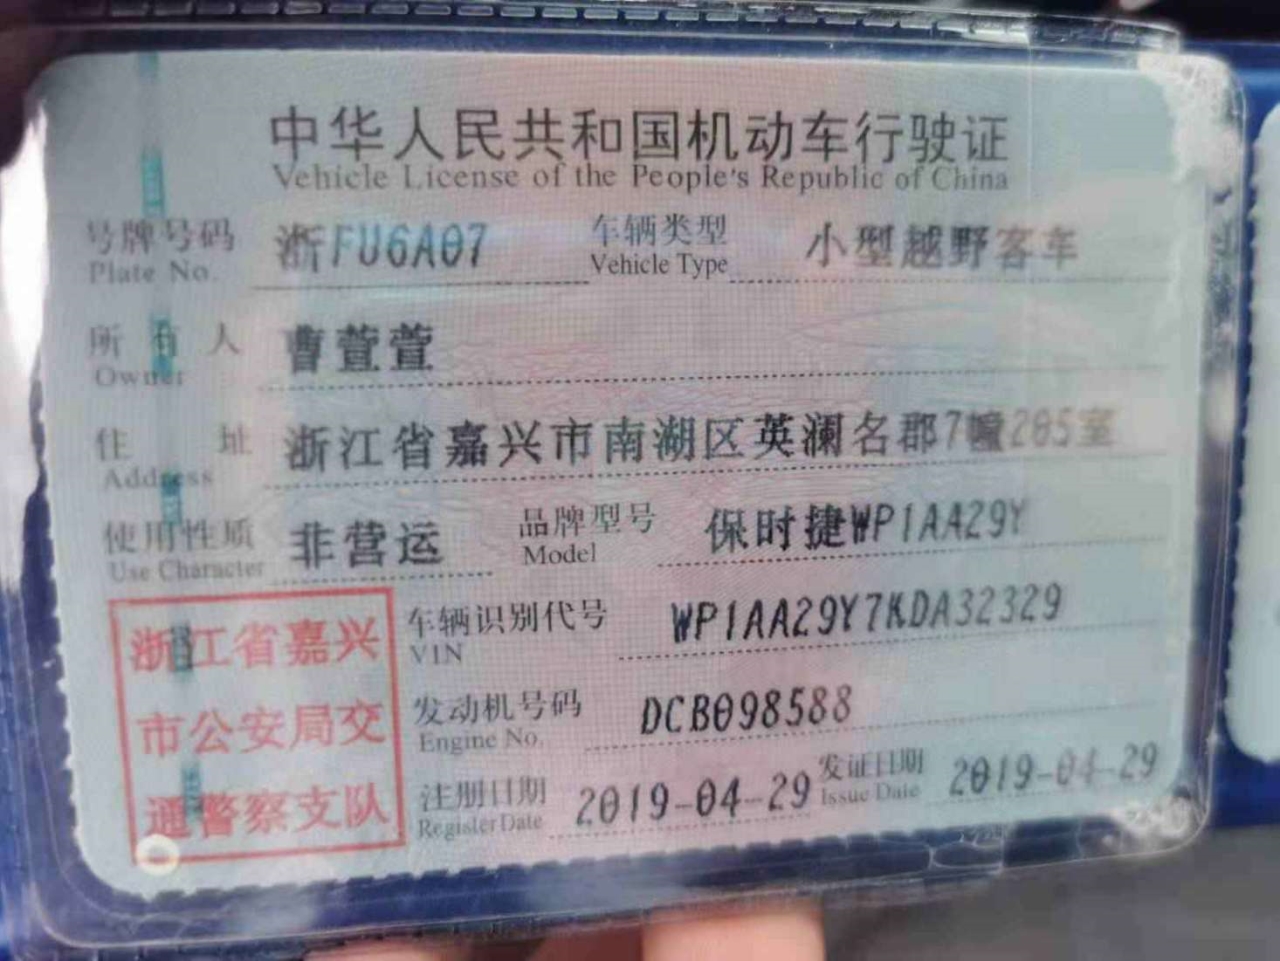 中华人民共和国机动车行驶证
Vehicle License of the People's Republic of China
号牌号码 浙FU6A07 车辆类型 小型越野客车
Plate No. Vehicle Type
所有人 曹萱萱
Owner
住址 浙江省嘉兴市南湖区英澜名郡7幢205室
Address
使用性质 非营运 品牌型号 保时捷WP1AA29Y
Use Character Model
浙江省嘉兴
市公安局交
通警察支队
车辆识别代号 WP1AA29Y7KDA32329
VIN
发动机号码 DCB098588
Engine No.
注册日期 2019-04-29 发证日期 2019-04-29
Register Date Issue Date